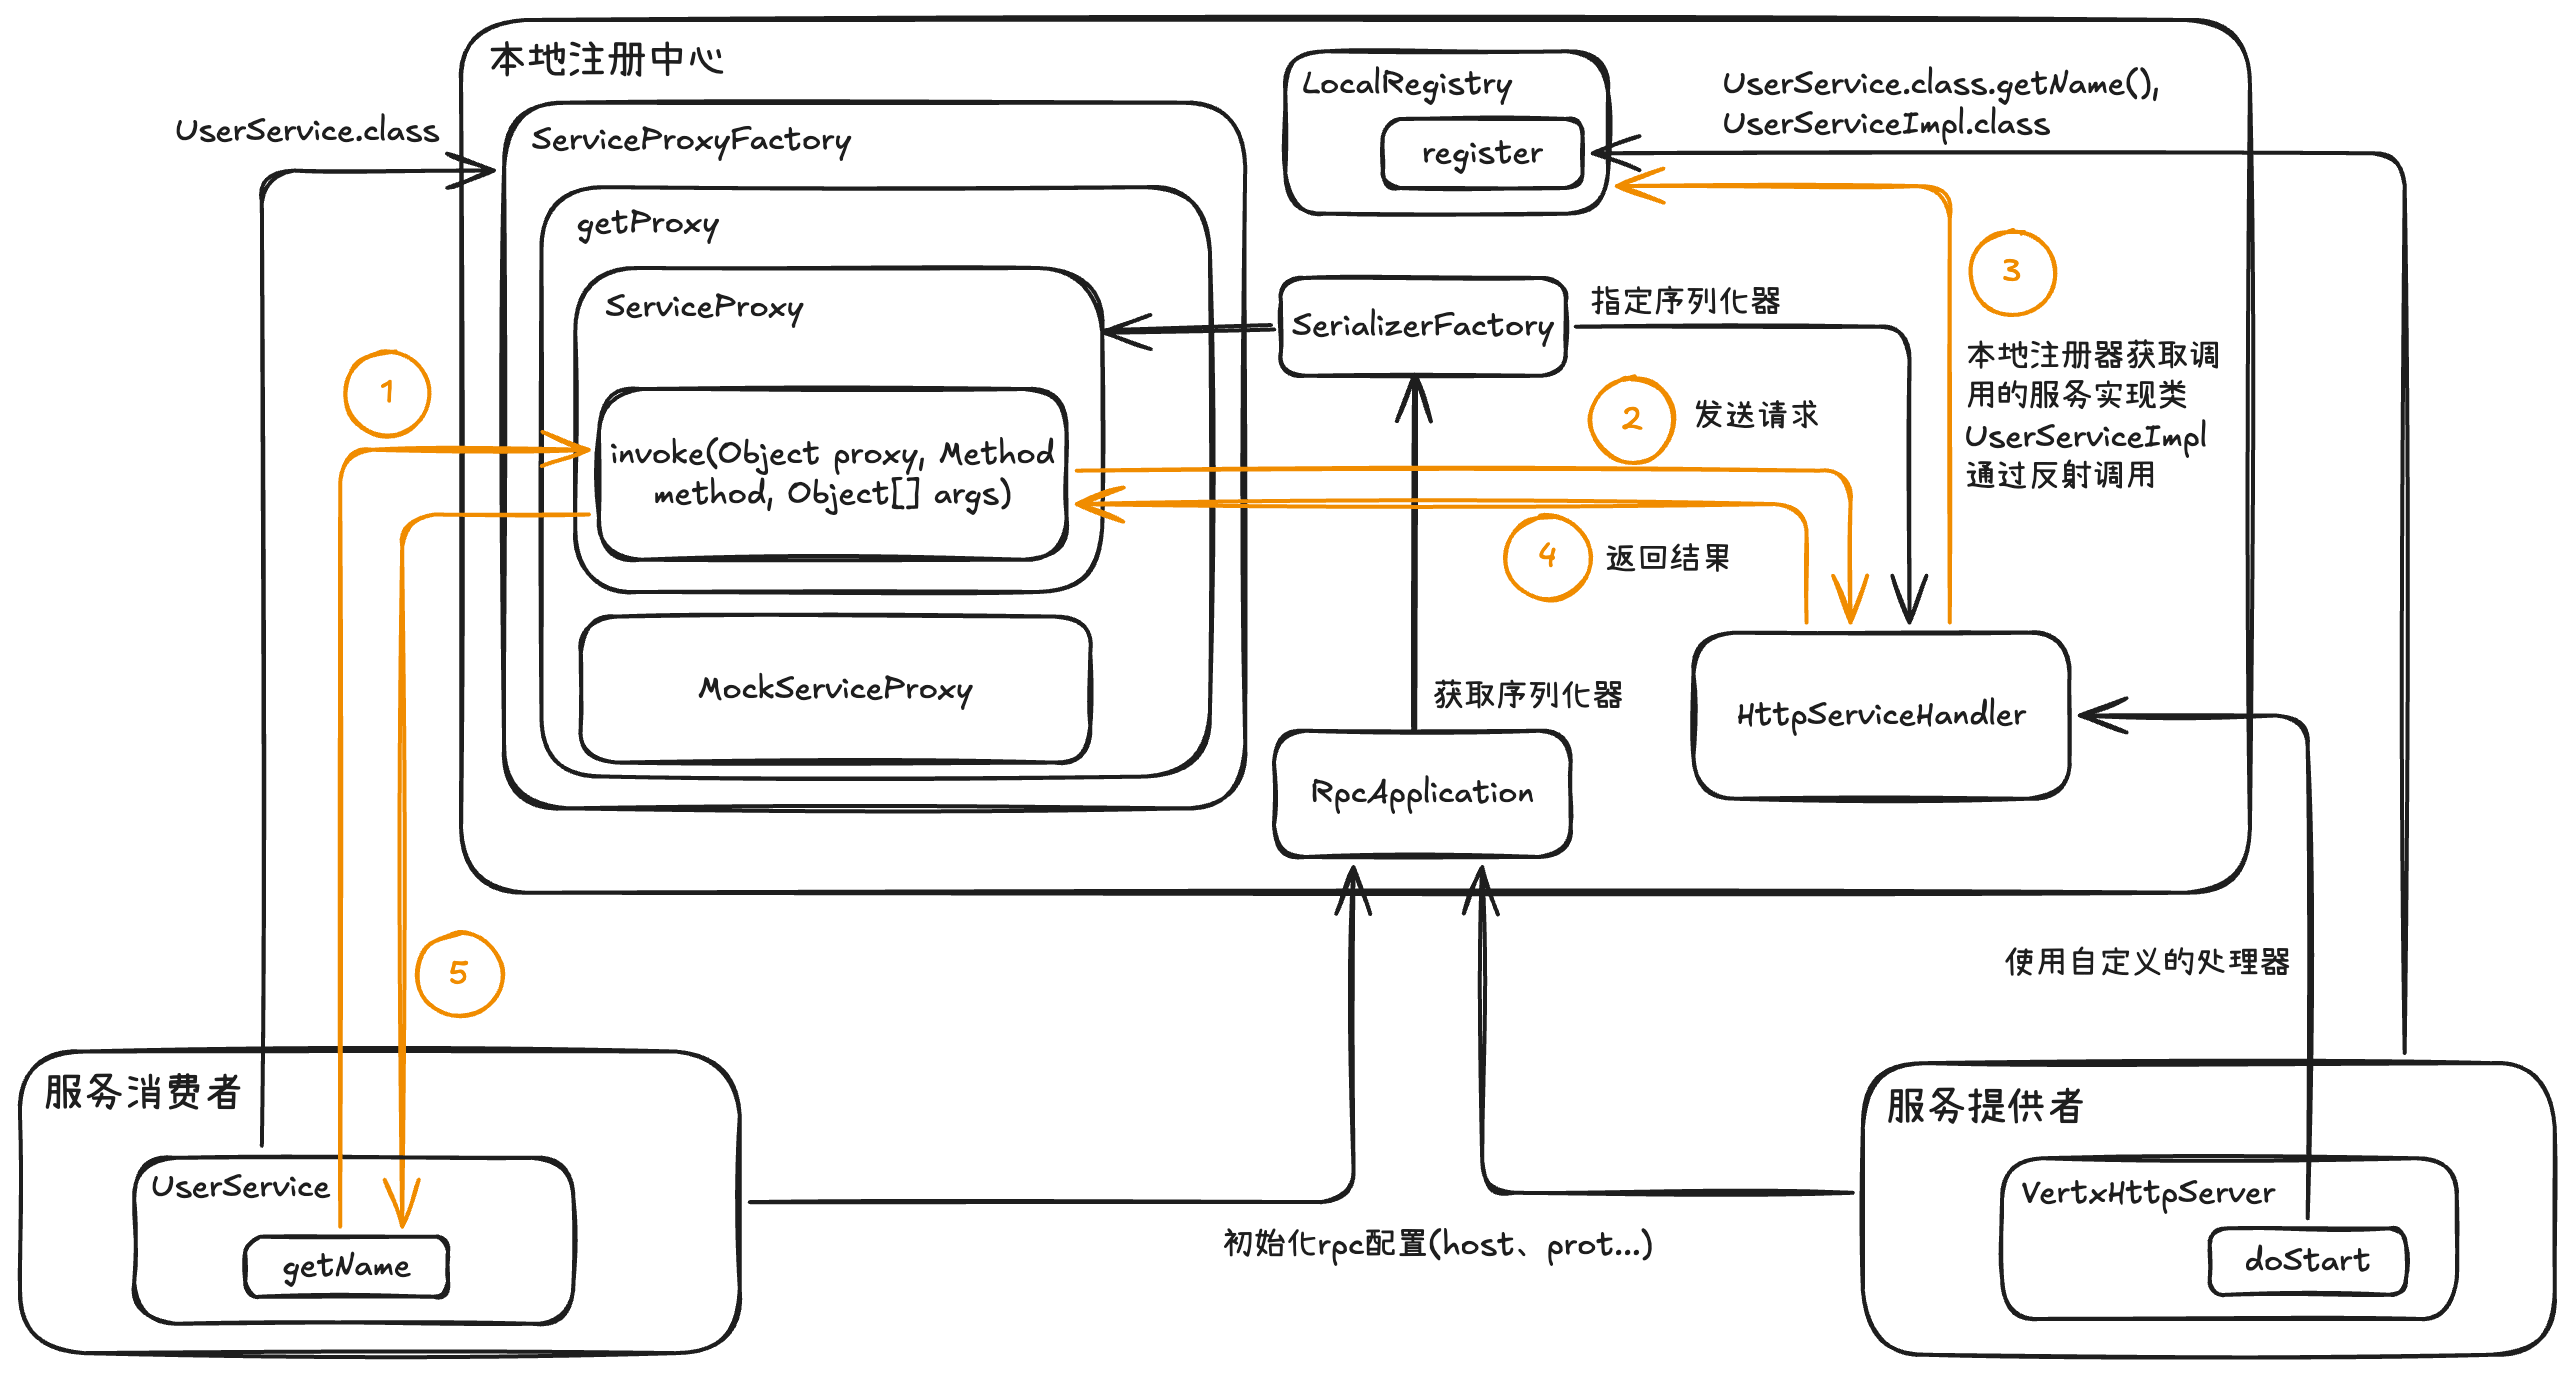 本地注册中心
UserService.class
ServiceProxyFactory
getProxy
ServiceProxy
invoke(Object proxy, Method
method, Object[] args)
MockServiceProxy
LocalRegistry
register
UserService.class.getName(),
UserServiceImpl.class
SerializerFactory
指定序列化器
1
2
发送请求
3
本地注册器获取调
用的服务实现类
UserServiceImpl
通过反射调用
4
返回结果
获取序列化器
RpcApplication
HttpServiceHandler
5
使用自定义的处理器
服务消费者
UserService
getName
初始化rpc配置(host、prot...)
服务提供者
VertxHttpServer
doStart